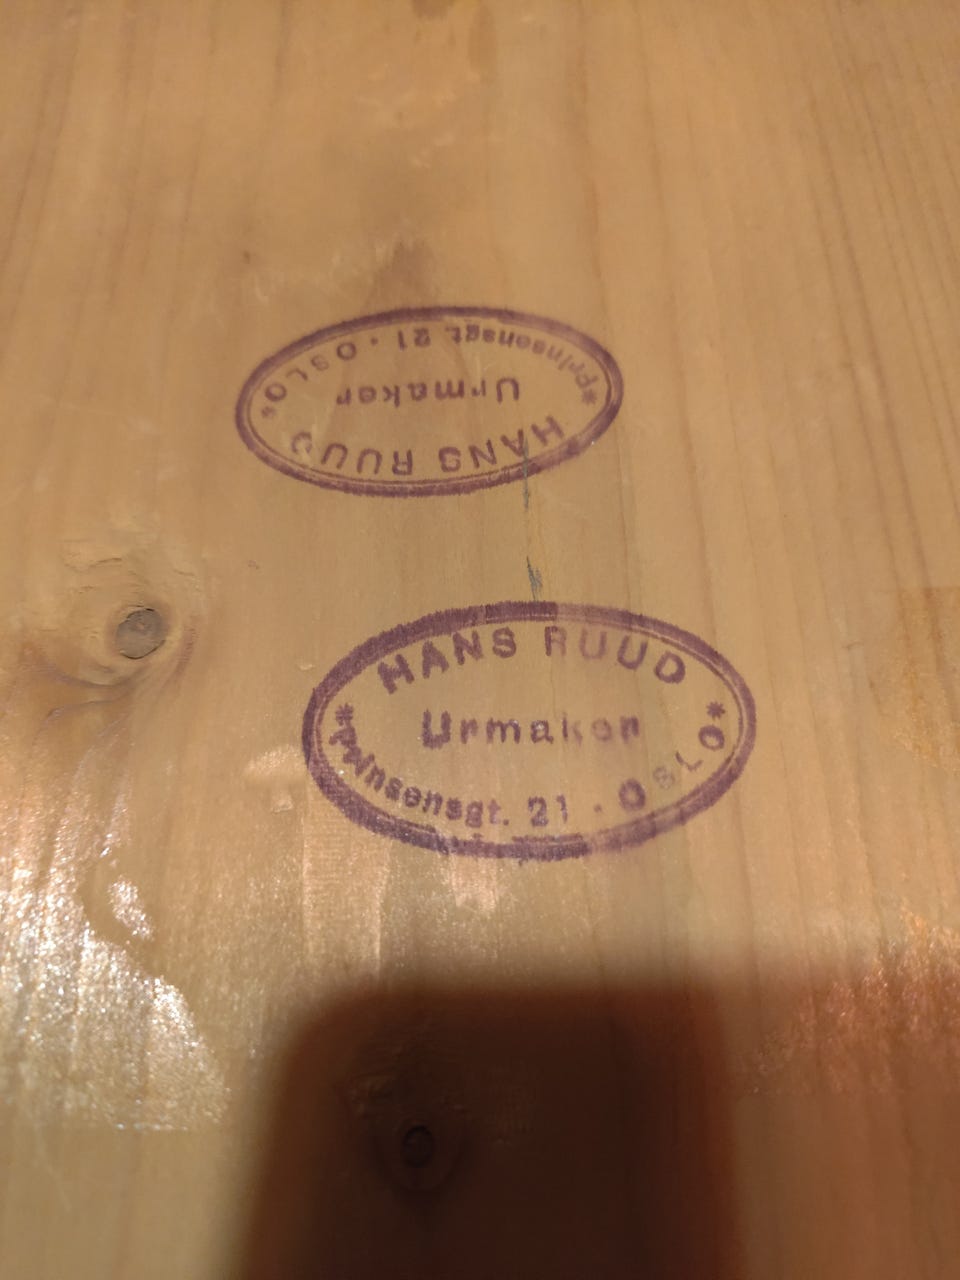 HANS RUUD
Urmaker
* Prinsensgt. 21 · OSLO *
HANS RUUD
Urmaker
* Prinsensgt. 21 · OSLO *